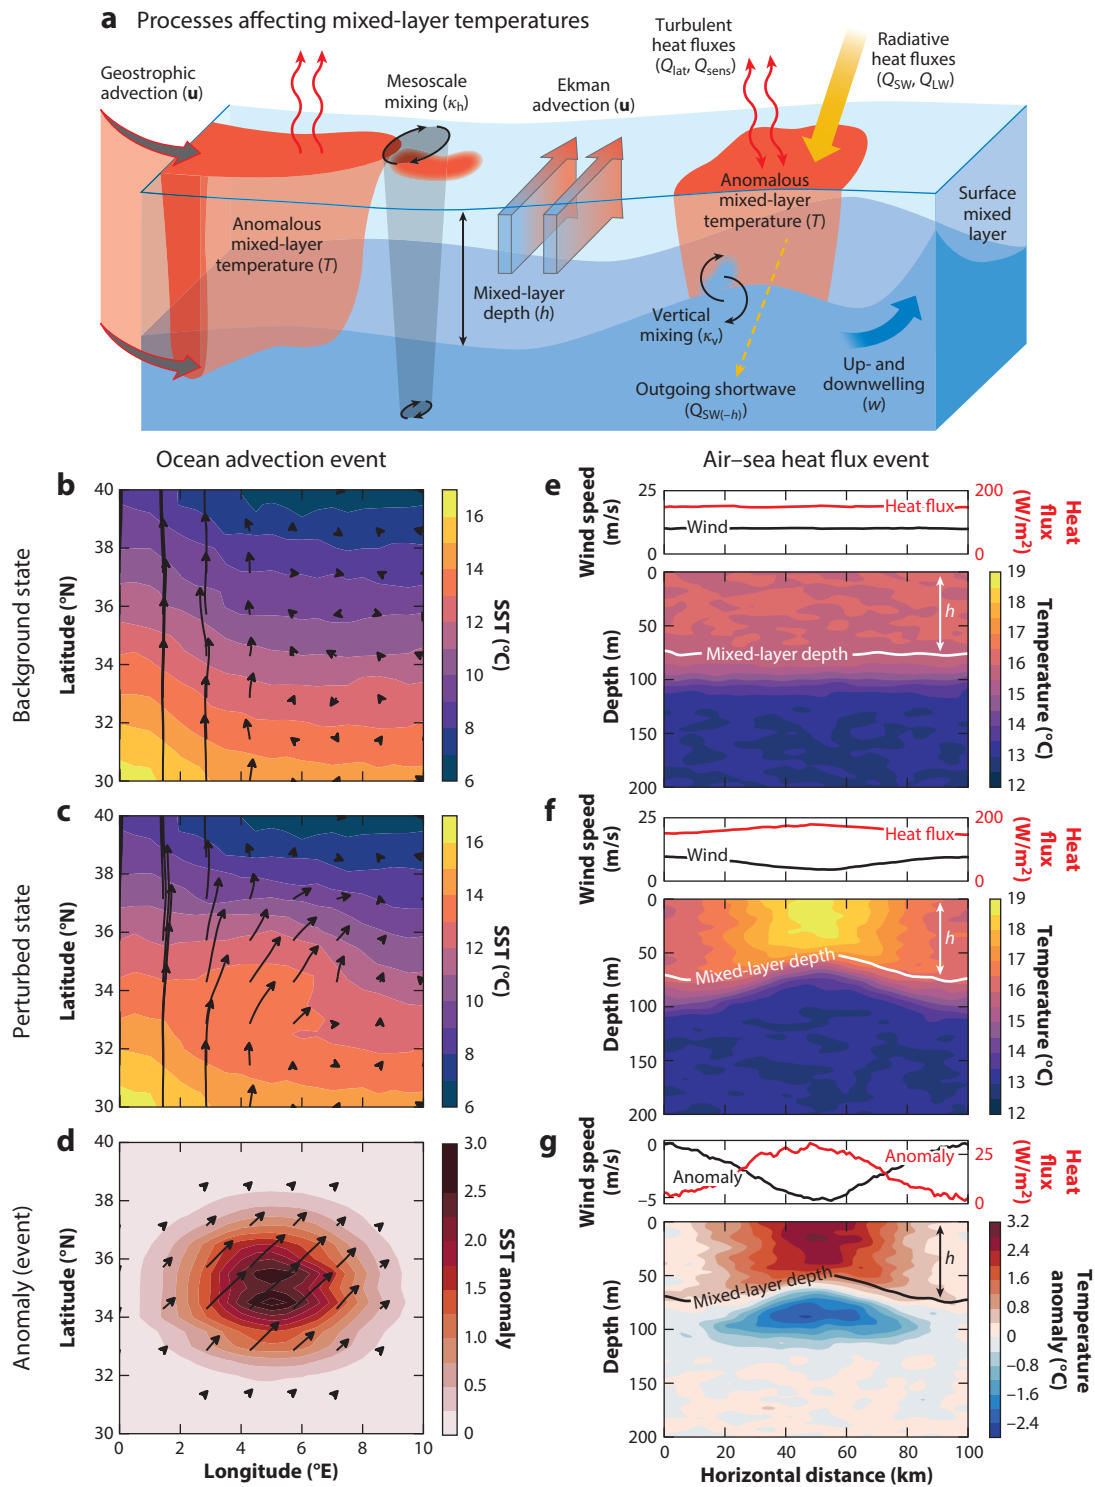 a Processes affecting mixed-layer temperatures
Geostrophic
advection (u)
Mesoscale
mixing (κh)
Ekman
advection (u)
Turbulent
heat fluxes
(Qlat, Qsens)
Radiative
heat fluxes
(QSW, QLW)
Anomalous
mixed-layer
temperature (T)
Mixed-layer
depth (h)
Anomalous
mixed-layer
temperature (T)
Surface
mixed
layer
Vertical
mixing (κv)
Outgoing shortwave
(QSW(–h))
Up- and
downwelling
(w)
Ocean advection event
Air–sea heat flux event
Background state
b
Latitude (°N)
40
38
36
34
32
30
0 2 4 6 8 10
SST (°C)
16
14
12
10
8
6
e
Wind speed
(m/s)
25
0
Heat flux
Wind
200
0
Heat
flux
(W/m²)
Depth (m)
0
50
100
150
200
h
Mixed-layer depth
Temperature (°C)
19
18
17
16
15
14
13
12
Perturbed state
c
Latitude (°N)
40
38
36
34
32
30
SST (°C)
16
14
12
10
8
6
f
Wind speed
(m/s)
25
0
Heat flux
Wind
200
0
Heat
flux
(W/m²)
Depth (m)
0
50
100
150
200
h
Mixed-layer depth
Temperature (°C)
19
18
17
16
15
14
13
12
Anomaly (event)
d
Latitude (°N)
40
38
36
34
32
30
0 2 4 6 8 10
Longitude (°E)
SST anomaly
3.0
2.5
2.0
1.5
1.0
0.5
0
g
Wind speed
(m/s)
0
–5
Anomaly
Anomaly
25
0
Heat
flux
(W/m²)
Depth (m)
0
50
100
150
200
h
Mixed-layer depth
0 20 40 60 80 100
Horizontal distance (km)
Temperature
anomaly (°C)
3.2
2.4
1.6
0.8
0
–0.8
–1.6
–2.4